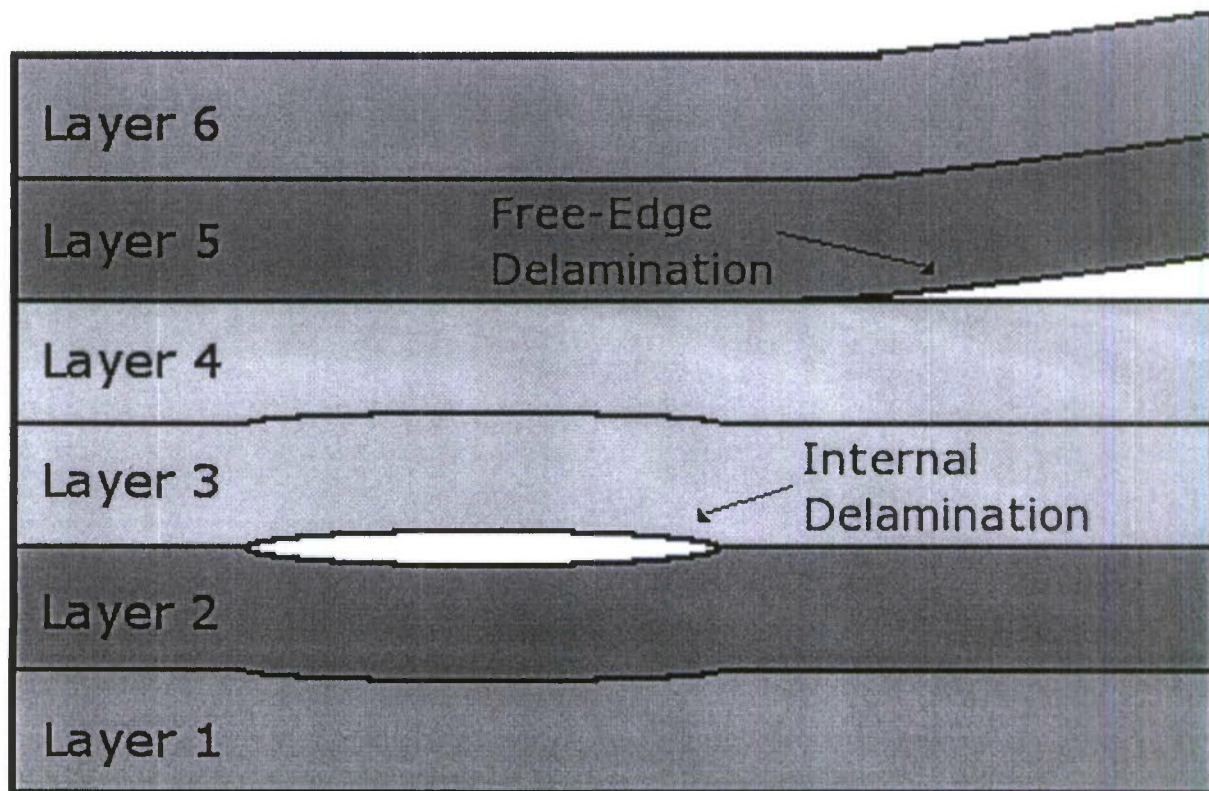 Layer 6
Layer 5
Free-Edge
Delamination
Layer 4
Layer 3
Internal
Delamination
Layer 2
Layer 1